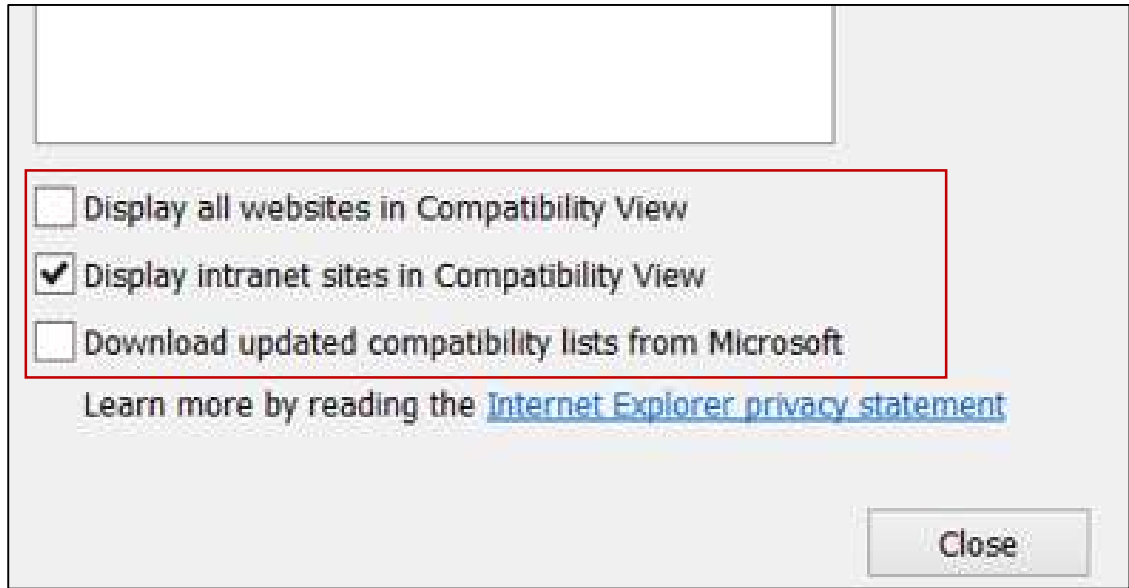 Display all websites in Compatibility View
Display intranet sites in Compatibility View
Download updated compatibility lists from Microsoft
Learn more by reading the Internet Explorer privacy statement
Close